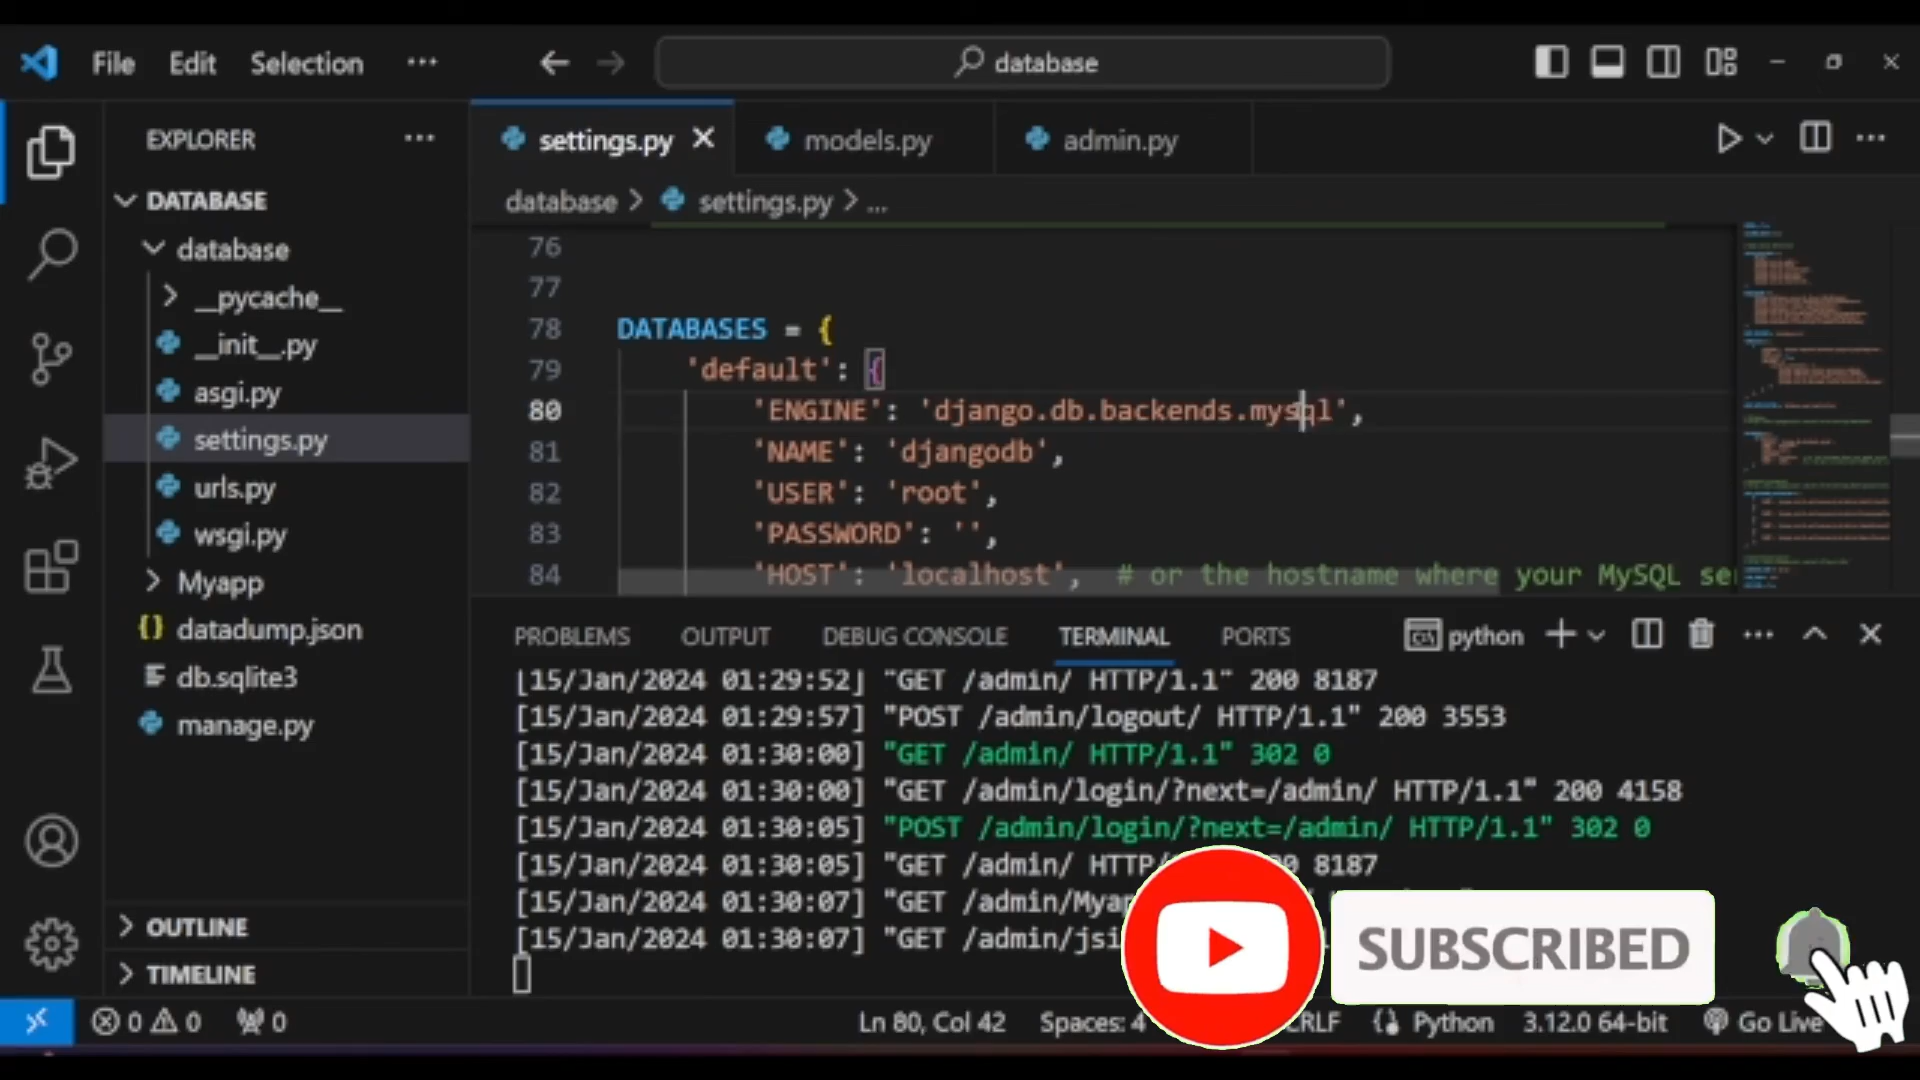 File Edit Selection ··· database
EXPLORER ···
settings.py models.py admin.py ···
DATABASE
database > settings.py > ...
database
__pycache__
__init__.py
asgi.py
settings.py
urls.py
wsgi.py
Myapp
{} datadump.json
db.sqlite3
manage.py
OUTLINE
TIMELINE
76
77
78 DATABASES = {
79 'default': {
80 'ENGINE': 'django.db.backends.mysql',
81 'NAME': 'djangodb',
82 'USER': 'root',
83 'PASSWORD': '',
84 'HOST': 'localhost', # or the hostname where your MySQL
PROBLEMS OUTPUT DEBUG CONSOLE TERMINAL PORTS python
[15/Jan/2024 01:29:52] "GET /admin/ HTTP/1.1" 200 8187
[15/Jan/2024 01:29:57] "POST /admin/logout/ HTTP/1.1" 200 3553
[15/Jan/2024 01:30:00] "GET /admin/ HTTP/1.1" 302 0
[15/Jan/2024 01:30:00] "GET /admin/login/?next=/admin/ HTTP/1.1" 200 4158
[15/Jan/2024 01:30:05] "POST /admin/login/?next=/admin/ HTTP/1.1" 302 0
[15/Jan/2024 01:30:05] "GET /admin/ 8187
[15/Jan/2024 01:30:07] "GET
[15/Jan/2024 01:30:07] "GET
SUBSCRIBED
0 0 0 Ln 80, Col 42 Spaces: 4 CRLF Python 3.12.0 64-bit Go Live